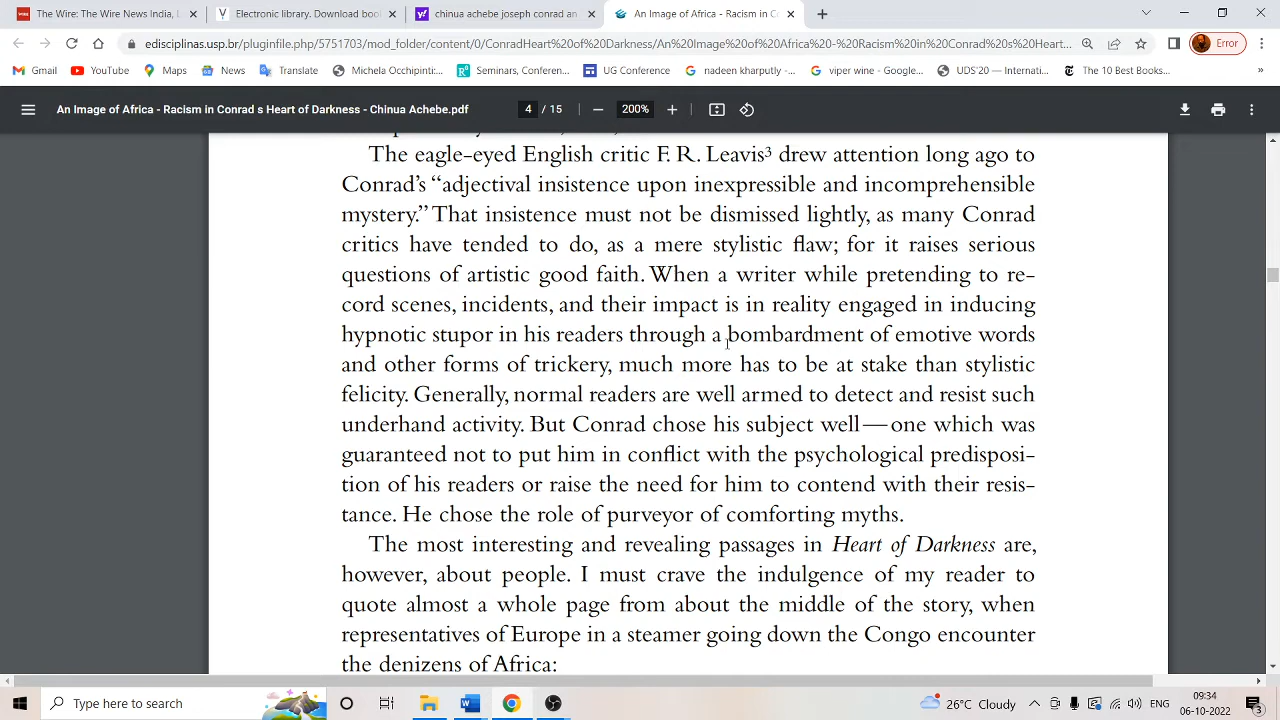 The Wire: The Wire News India,
Electronic library. Download book
chinua achebe joseph conrad an
An Image of Africa - Racism in Co
edisciplinas.usp.br/pluginfile.php/5751703/mod_folder/content/0/ConradHeart%20of%20Darkness/An%20Image%20of%20Africa%20-%20Racism%20in%20Conrad%20s%20Heart...
Error
Gmail
YouTube
Maps
News
Translate
Michela Occhipinti:...
Seminars, Conferen...
UG Conference
nadeen kharputly -...
viper wine - Google...
UDS'20 — Internati...
The 10 Best Books...
»
An Image of Africa - Racism in Conrad s Heart of Darkness - Chinua Achebe.pdf
4 / 15
200%
The eagle-eyed English critic F. R. Leavis³ drew attention long ago to
Conrad's “adjectival insistence upon inexpressible and incomprehensible
mystery.” That insistence must not be dismissed lightly, as many Conrad
critics have tended to do, as a mere stylistic flaw; for it raises serious
questions of artistic good faith. When a writer while pretending to re-
cord scenes, incidents, and their impact is in reality engaged in inducing
hypnotic stupor in his readers through a bombardment of emotive words
and other forms of trickery, much more has to be at stake than stylistic
felicity. Generally, normal readers are well armed to detect and resist such
underhand activity. But Conrad chose his subject well—one which was
guaranteed not to put him in conflict with the psychological predisposi-
tion of his readers or raise the need for him to contend with their resis-
tance. He chose the role of purveyor of comforting myths.
The most interesting and revealing passages in Heart of Darkness are,
however, about people. I must crave the indulgence of my reader to
quote almost a whole page from about the middle of the story, when
representatives of Europe in a steamer going down the Congo encounter
the denizens of Africa:
Type here to search
26°C Cloudy
ENG
09:34
06-10-2022
3